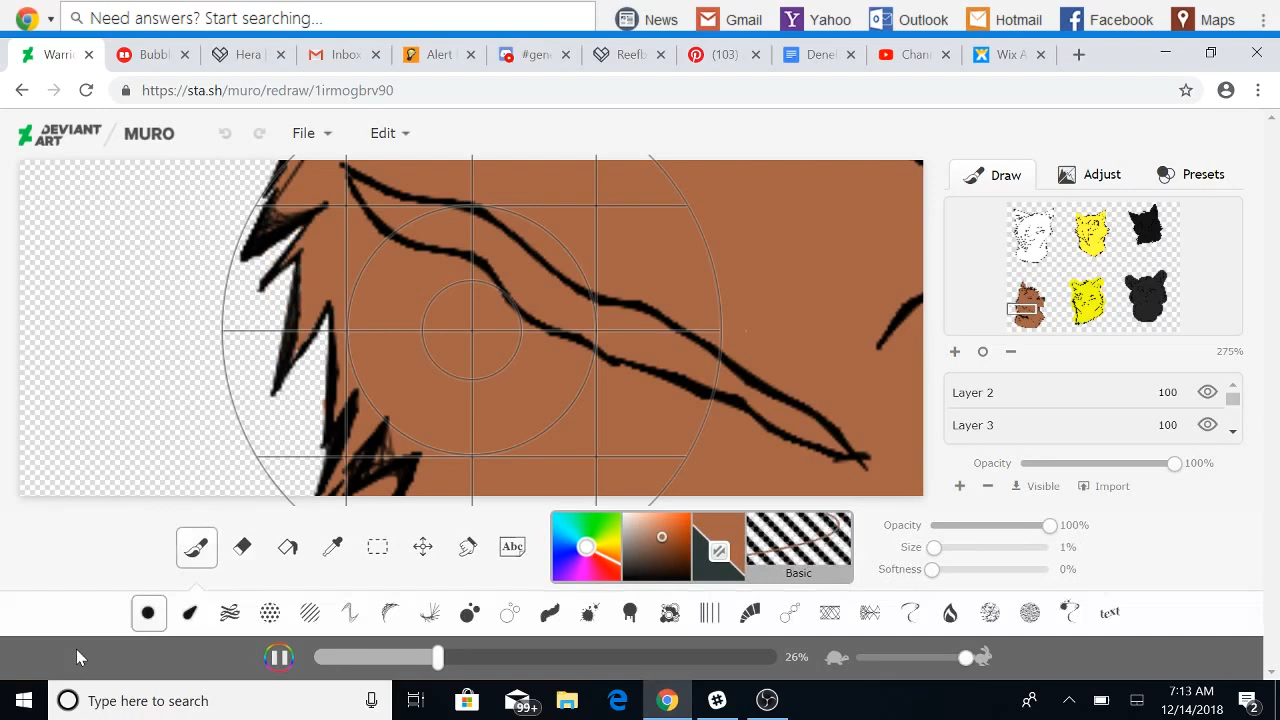 Need answers? Start searching...
News
Gmail
Yahoo
Outlook
Hotmail
Facebook
Maps
Warri
Bubbl
Hera
Inbox
Alert
#gene
Reefb
(103)
Denel
Chann
Wix A
https://sta.sh/muro/redraw/1irmogbrv90
DEVIANT ART / MURO
File
Edit
Draw
Adjust
Presets
275%
Layer 2 100
Layer 3 100
Opacity 100%
Visible
Import
Abc
Basic
Opacity 100%
Size 1%
Softness 0%
text
26%
Type here to search
99+
7:13 AM
12/14/2018
2